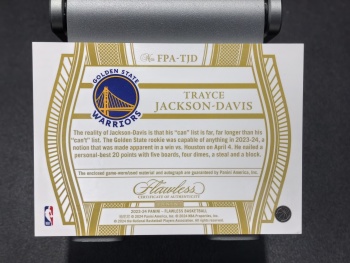 No. FPA-TJD
GOLDEN STATE
WARRIORS
TRAYCE
JACKSON-DAVIS
The reality of Jackson-Davis is that his "can" list is far, far longer than his
"can't" list. The Golden State rookie was capable of anything in 2023-24, a
notion that was made apparent in a win vs. Houston on April 4. He called a
personal-best 20 points with five boards, four dimes, a steal and a block.
The enclosed game-worn material and autograph are guaranteed by Panini America, Inc.
Flawless
CERTIFICATE OF AUTHENTICITY
2023-24 PANINI - FLAWLESS BASKETBALL